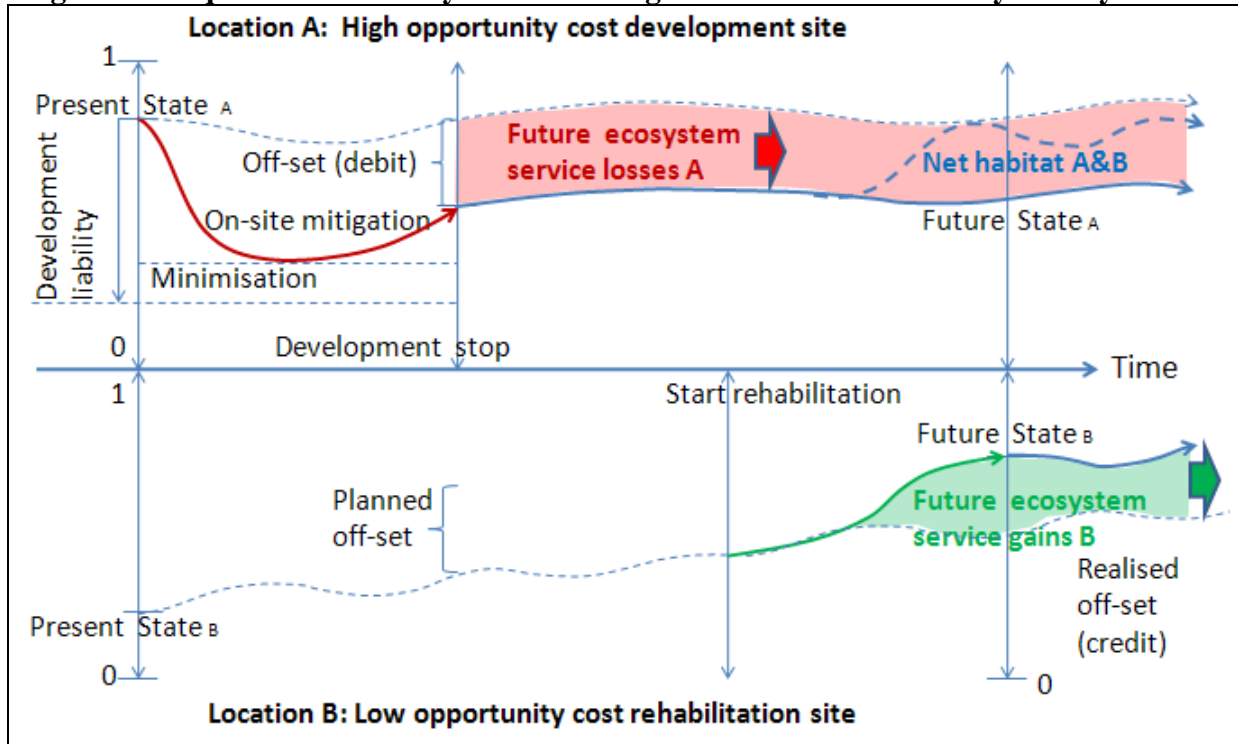 Location A: High opportunity cost development site
1
Present State A
Development
liability
Off-set (debit)
Future ecosystem
service losses A
Net habitat A&B
On-site mitigation
Future State A
Minimisation
0
Development stop
Time
1
Start rehabilitation
Future State B
Planned
off-set
Future ecosystem
service gains B
Realised
off-set
(credit)
Present State B
0
0
Location B: Low opportunity cost rehabilitation site